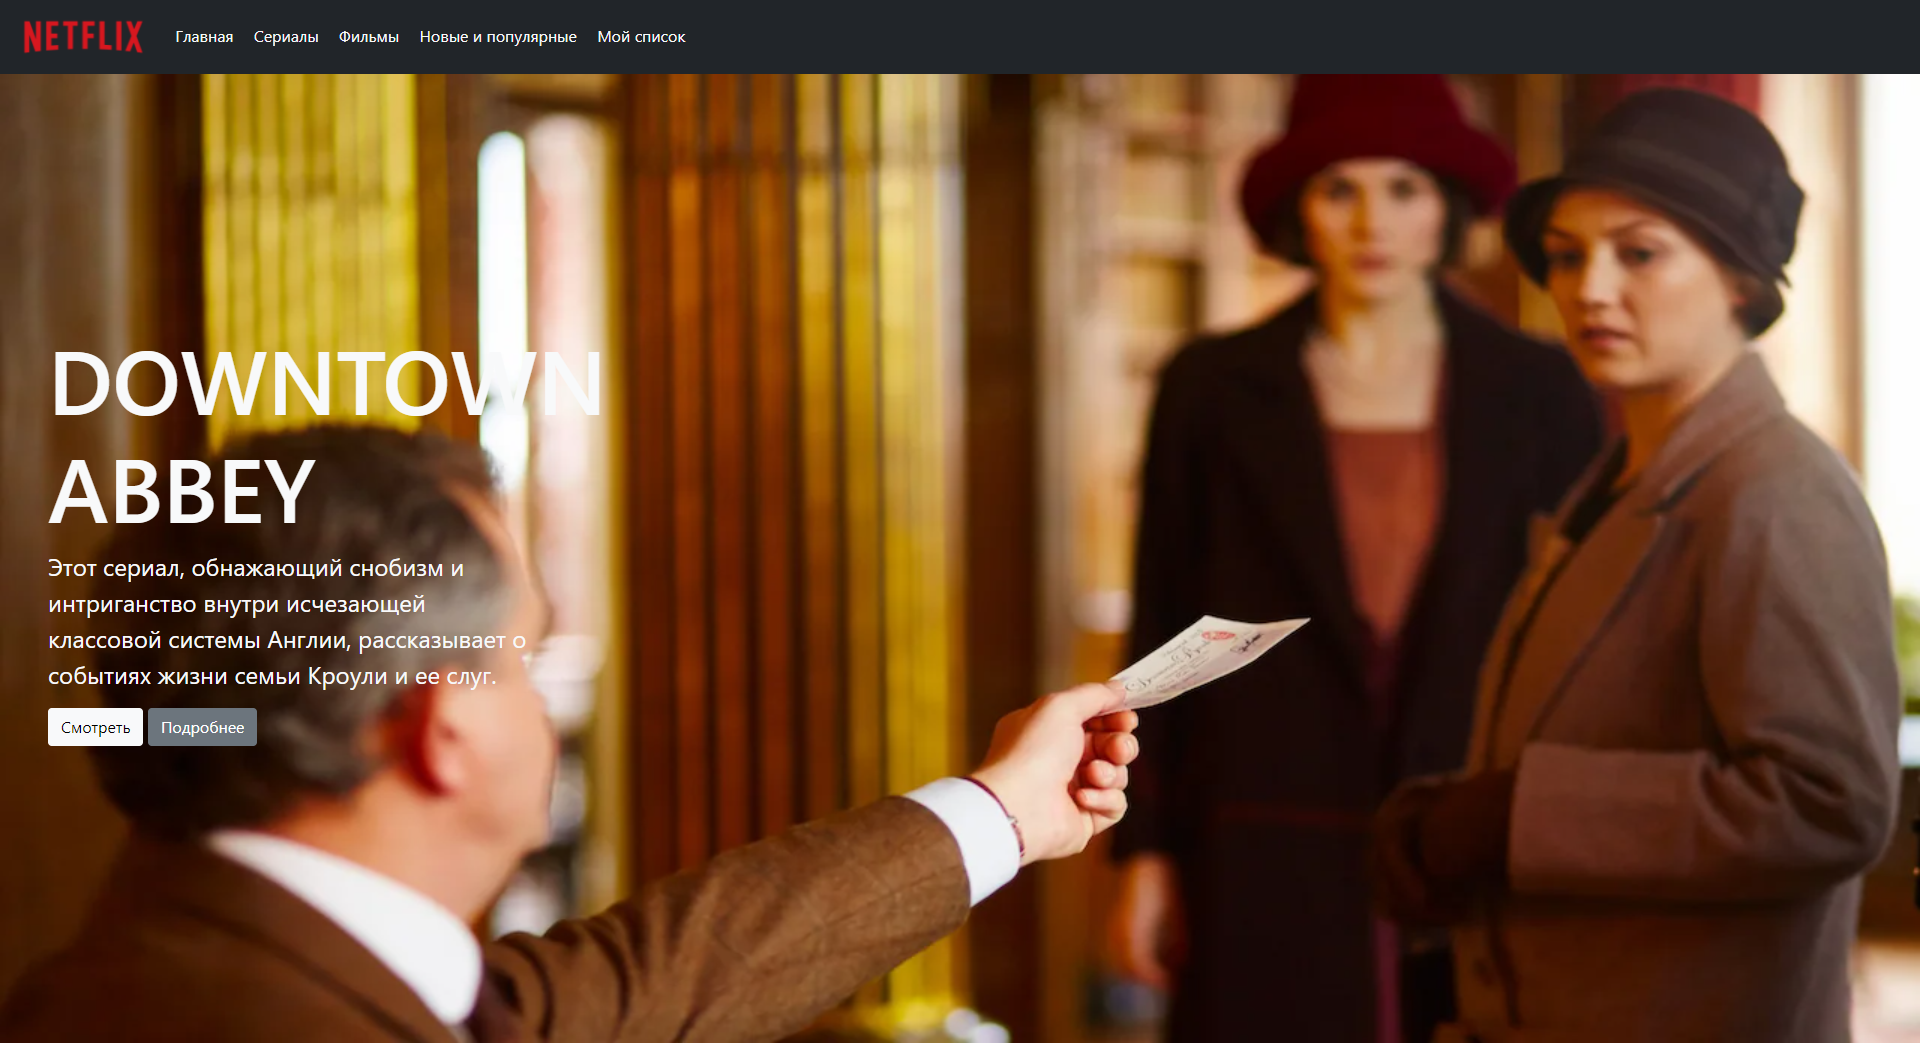 NETFLIX
Главная Сериалы Фильмы Новые и популярные Мой список
DOWNTOWN
ABBEY
Этот сериал, обнажающий снобизм и
интриганство внутри исчезающей
классовой системы Англии, рассказывает о
событиях жизни семьи Кроули и ее слуг.
Смотреть Подробнее